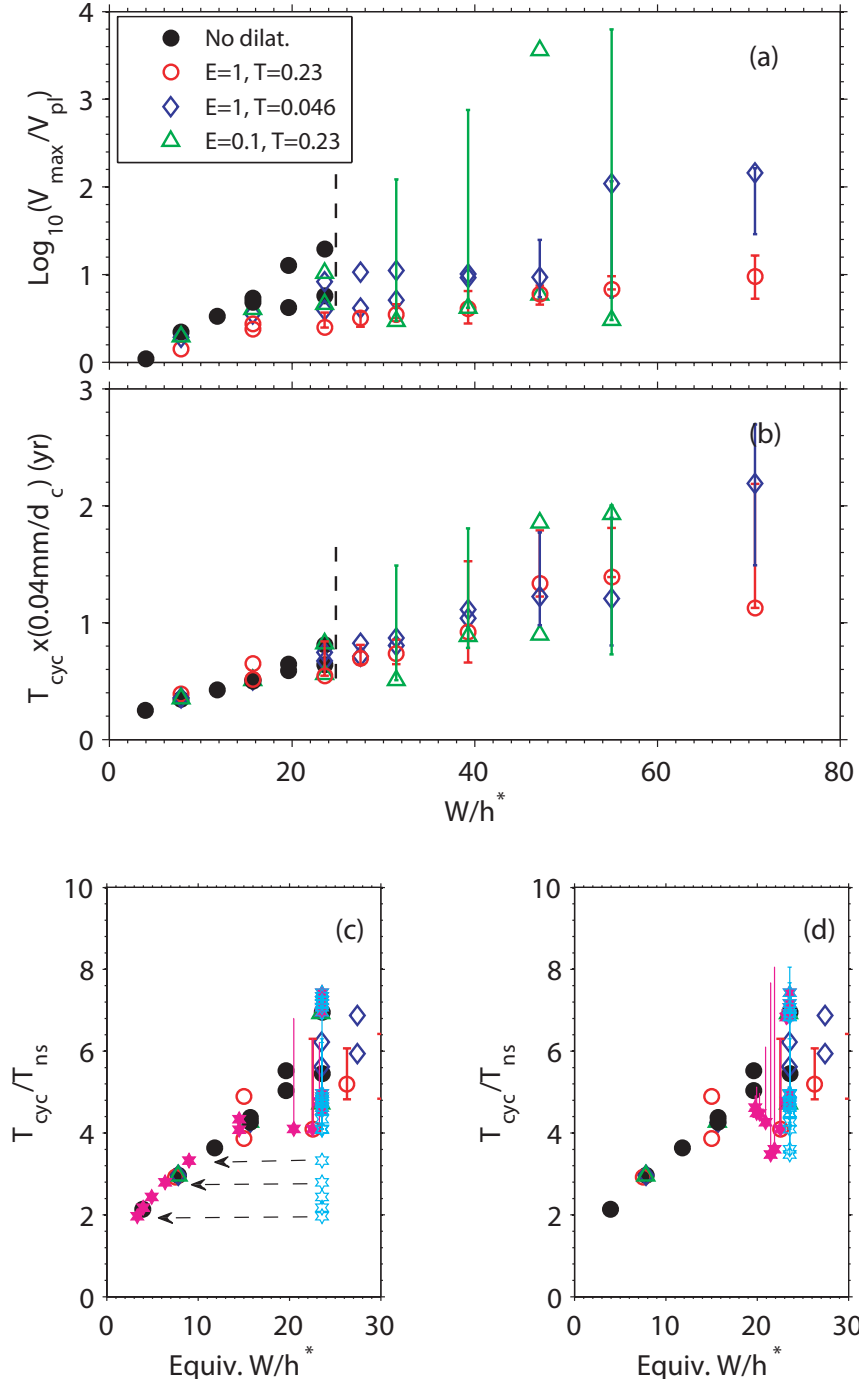 4
3
2
1
0
Log10(Vmax/Vpl)
No dilat.
E=1, T=0.23
E=1, T=0.046
E=0.1, T=0.23
(a)
3
2
1
0
Tcyc x(0.04mm/dc) (yr)
(b)
0
20
40
60
80
W/h*
10
8
6
4
2
0
Tcyc/Tns
(c)
0
10
20
30
Equiv. W/h*
10
8
6
4
2
0
Tcyc/Tns
(d)
0
10
20
30
Equiv. W/h*